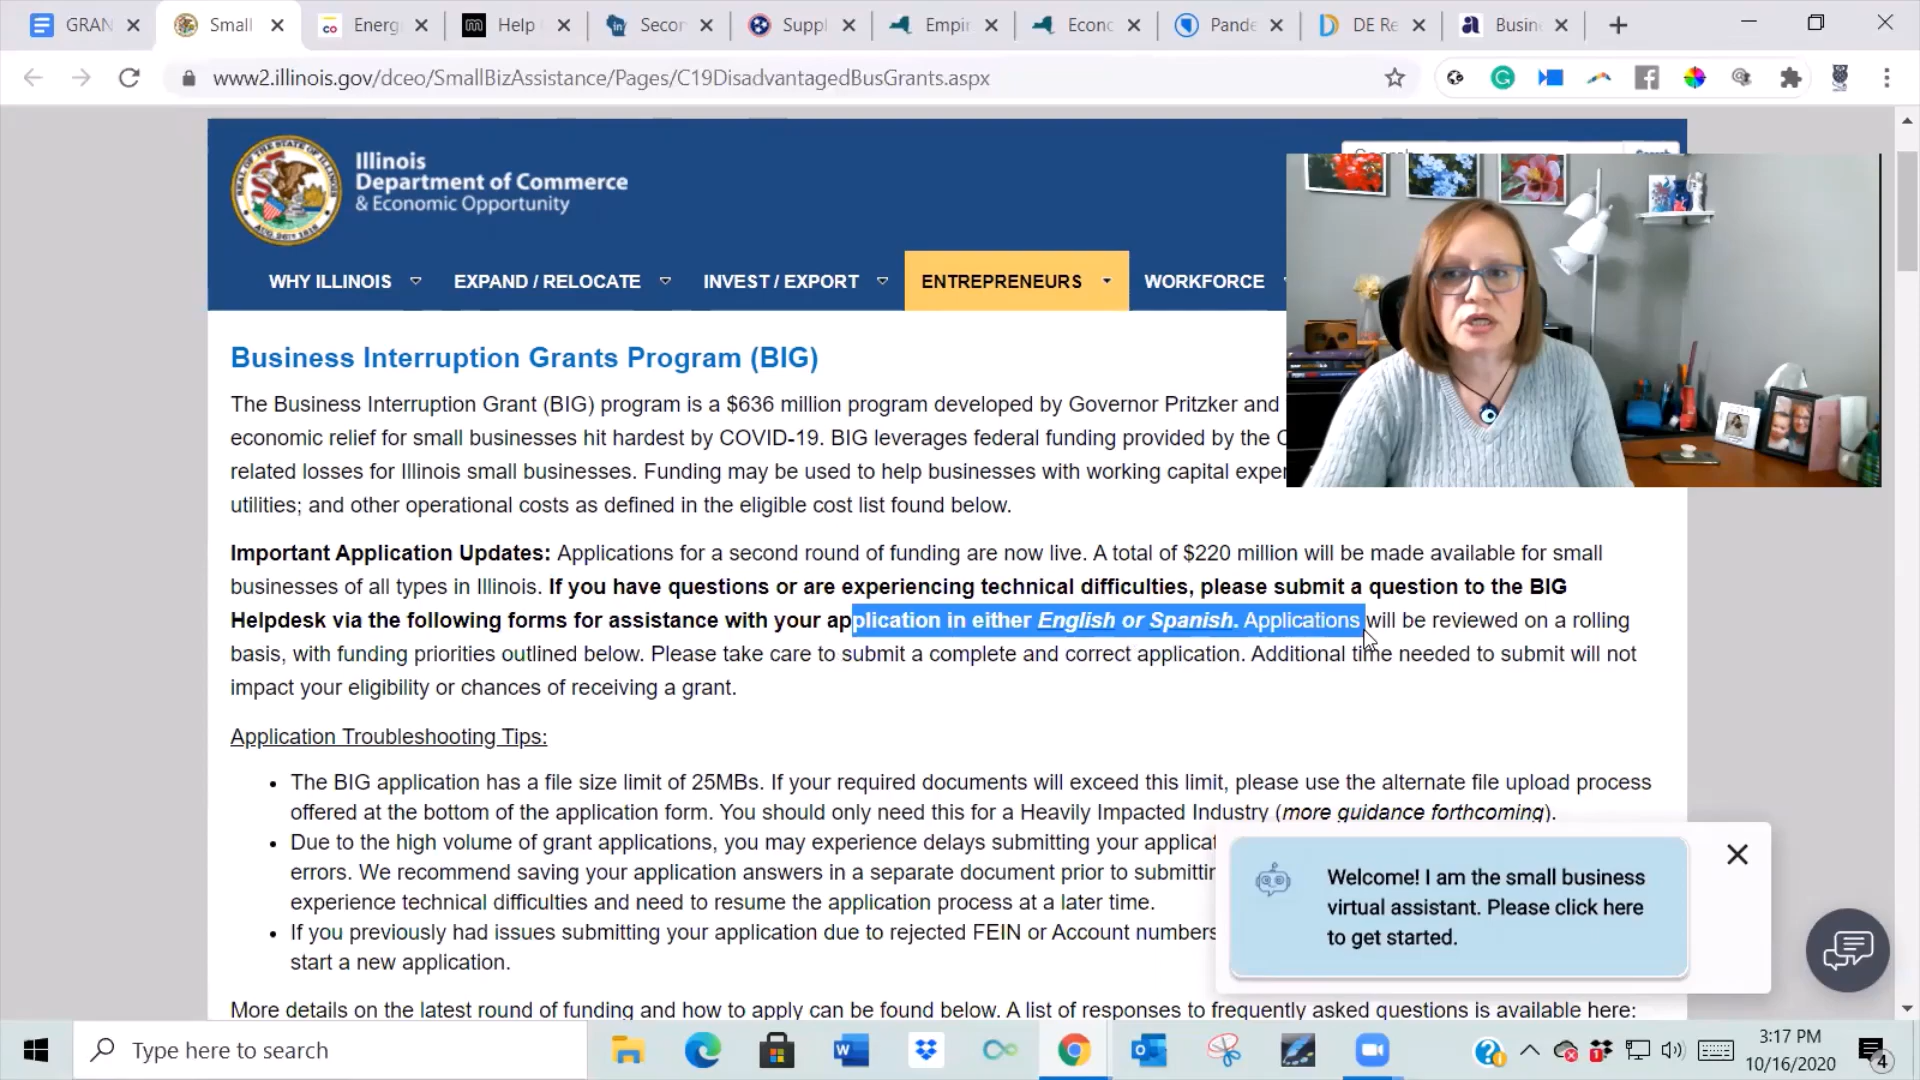 GRAN
Small
Energ
Help
Secon
Suppl
Empir
Econc
Pande
DE Re
Busin
www2.illinois.gov/dceo/SmallBizAssistance/Pages/C19DisadvantagedBusGrants.aspx
Illinois
Department of Commerce
& Economic Opportunity
WHY ILLINOIS
EXPAND / RELOCATE
INVEST / EXPORT
ENTREPRENEURS
WORKFORCE
Business Interruption Grants Program (BIG)
The Business Interruption Grant (BIG) program is a $636 million program developed by Governor Pritzker and
economic relief for small businesses hit hardest by COVID-19. BIG leverages federal funding provided by the C
related losses for Illinois small businesses. Funding may be used to help businesses with working capital exper
utilities; and other operational costs as defined in the eligible cost list found below.
Important Application Updates: Applications for a second round of funding are now live. A total of $220 million will be made available for small
businesses of all types in Illinois. If you have questions or are experiencing technical difficulties, please submit a question to the BIG
Helpdesk via the following forms for assistance with your application in either English or Spanish. Applications will be reviewed on a rolling
basis, with funding priorities outlined below. Please take care to submit a complete and correct application. Additional time needed to submit will not
impact your eligibility or chances of receiving a grant.
Application Troubleshooting Tips:
• The BIG application has a file size limit of 25MBs. If your required documents will exceed this limit, please use the alternate file upload process
offered at the bottom of the application form. You should only need this for a Heavily Impacted Industry (more guidance forthcoming).
• Due to the high volume of grant applications, you may experience delays submitting your applicat
errors. We recommend saving your application answers in a separate document prior to submittin
experience technical difficulties and need to resume the application process at a later time.
• If you previously had issues submitting your application due to rejected FEIN or Account numbers
start a new application.
More details on the latest round of funding and how to apply can be found below. A list of responses to frequently asked questions is available here:
Welcome! I am the small business
virtual assistant. Please click here
to get started.
Type here to search
3:17 PM
10/16/2020
4